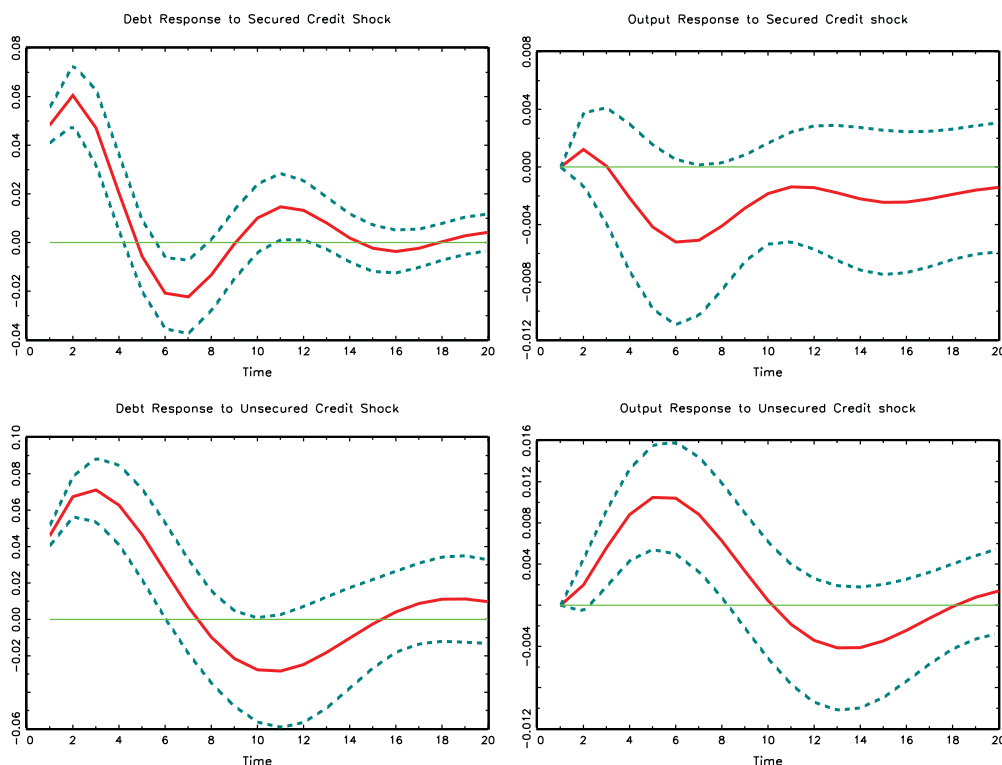 Debt Response to Secured Credit Shock
0.08
0.06
0.04
0.02
0.00
-0.02
-0.04
0 2 4 6 8 10 12 14 16 18 20
Time
Output Response to Secured Credit shock
0.008
0.004
0.000
-0.004
-0.008
-0.012
0 2 4 6 8 10 12 14 16 18 20
Time
Debt Response to Unsecured Credit Shock
0.10
0.08
0.06
0.04
0.02
0.00
-0.02
-0.06
0 2 4 6 8 10 12 14 16 18 20
Time
Output Response to Unsecured Credit shock
0.016
0.012
0.008
0.004
-0.004
-0.012
0 2 4 6 8 10 12 14 16 18 20
Time